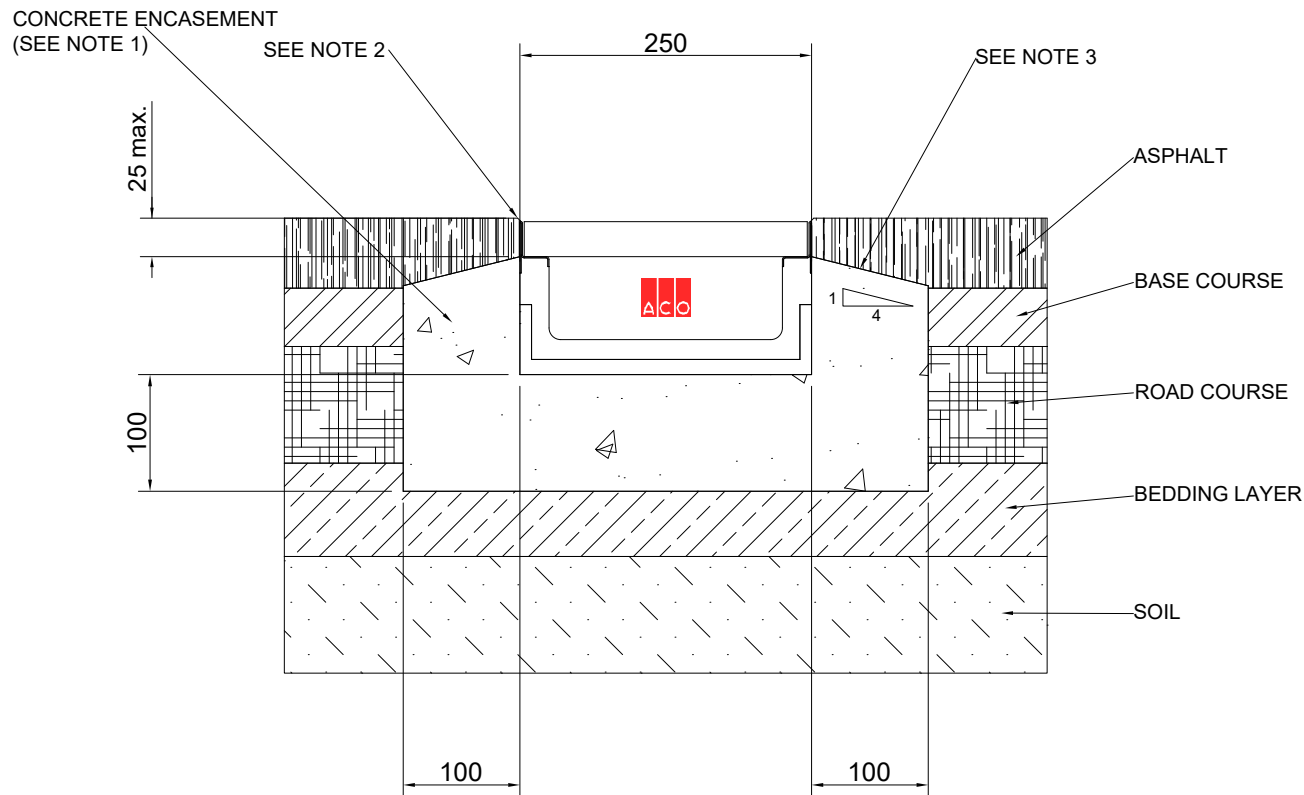 CONCRETE ENCASEMENT
(SEE NOTE 1)
SEE NOTE 2
250
SEE NOTE 3
25 max.
ASPHALT
BASE COURSE
ACO
1
4
100
ROAD COURSE
BEDDING LAYER
SOIL
100
100